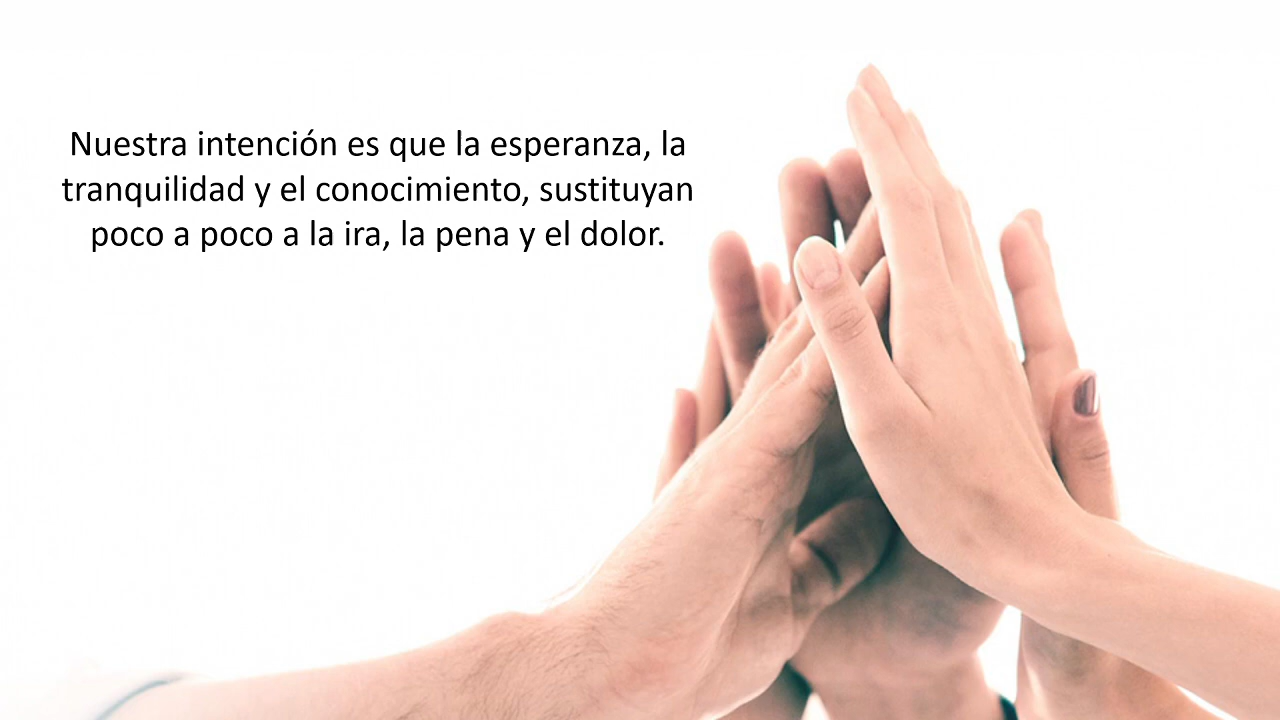 Nuestra intención es que la esperanza, la
tranquilidad y el conocimiento, sustituyan
poco a poco a la ira, la pena y el dolor.